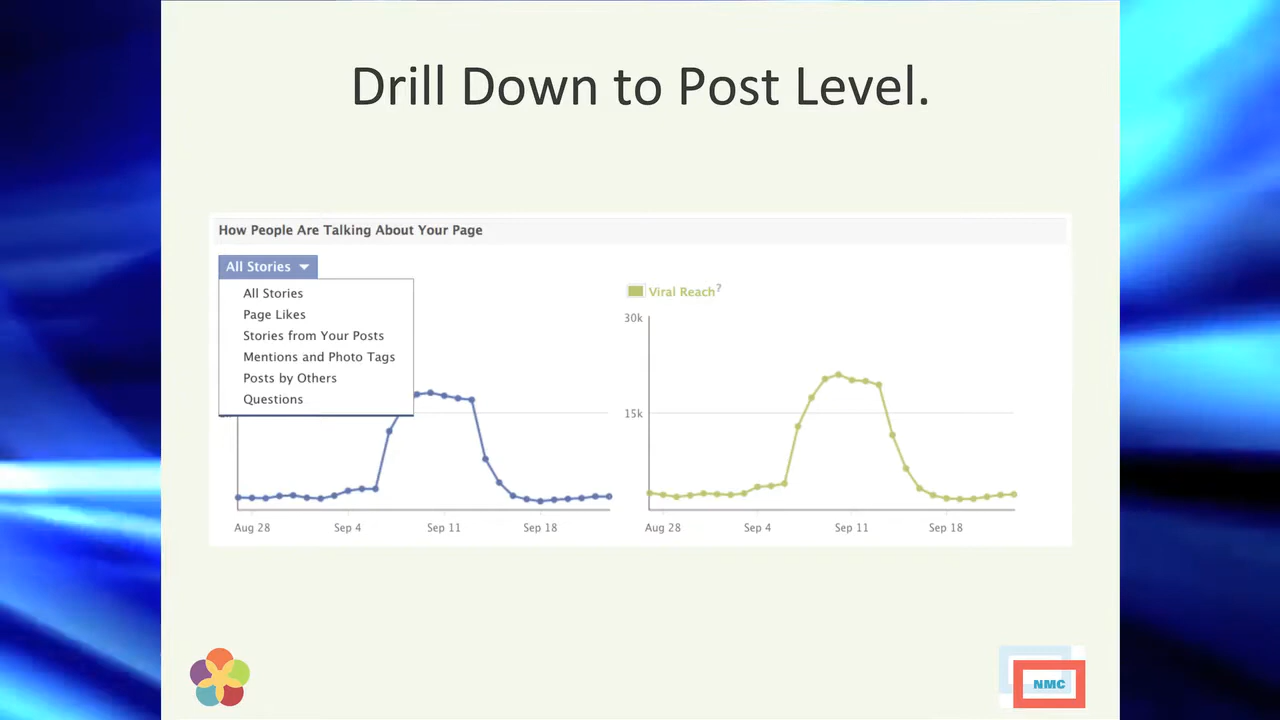 Drill Down to Post Level.
How People Are Talking About Your Page
All Stories
All Stories
Page Likes
Stories from Your Posts
Mentions and Photo Tags
Posts by Others
Questions
Aug 28 Sep 4 Sep 11 Sep 18
Viral Reach?
30k
15k
Aug 28 Sep 4 Sep 11 Sep 18
NMC